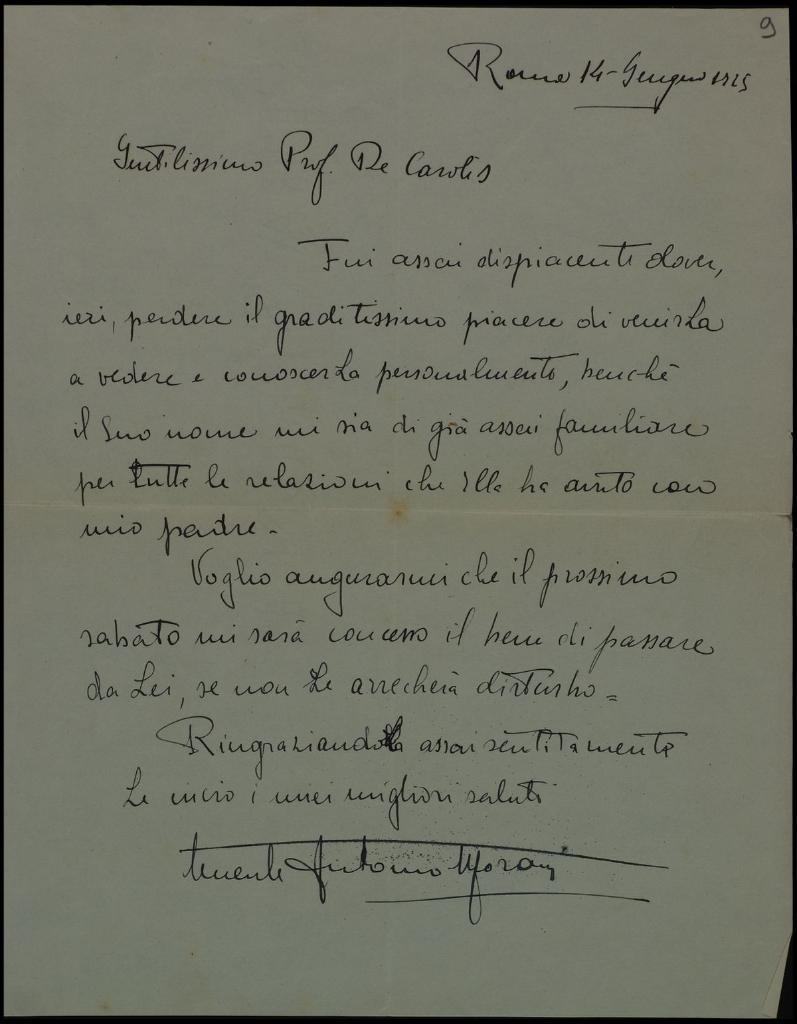 9
Roma 14-Giugno 1925
Gentilissimo Prof. De Carolis
Fui assai dispiacente dover,
ieri, perdere il graditissimo piacere di venirLa
a vedere e conoscerLa personalmente, benchè
il Suo nome mi sia di già assai familiare
per tutte le relazioni che Ella ha avuto con
mio padre -
Voglio augurarmi che il prossimo
sabato mi sarà concesso il bene di passare
da Lei, se non Le arrecherà disturbo =
RingraziandoLa assai sentitamente
Le invio i miei migliori saluti
tenente Antonio